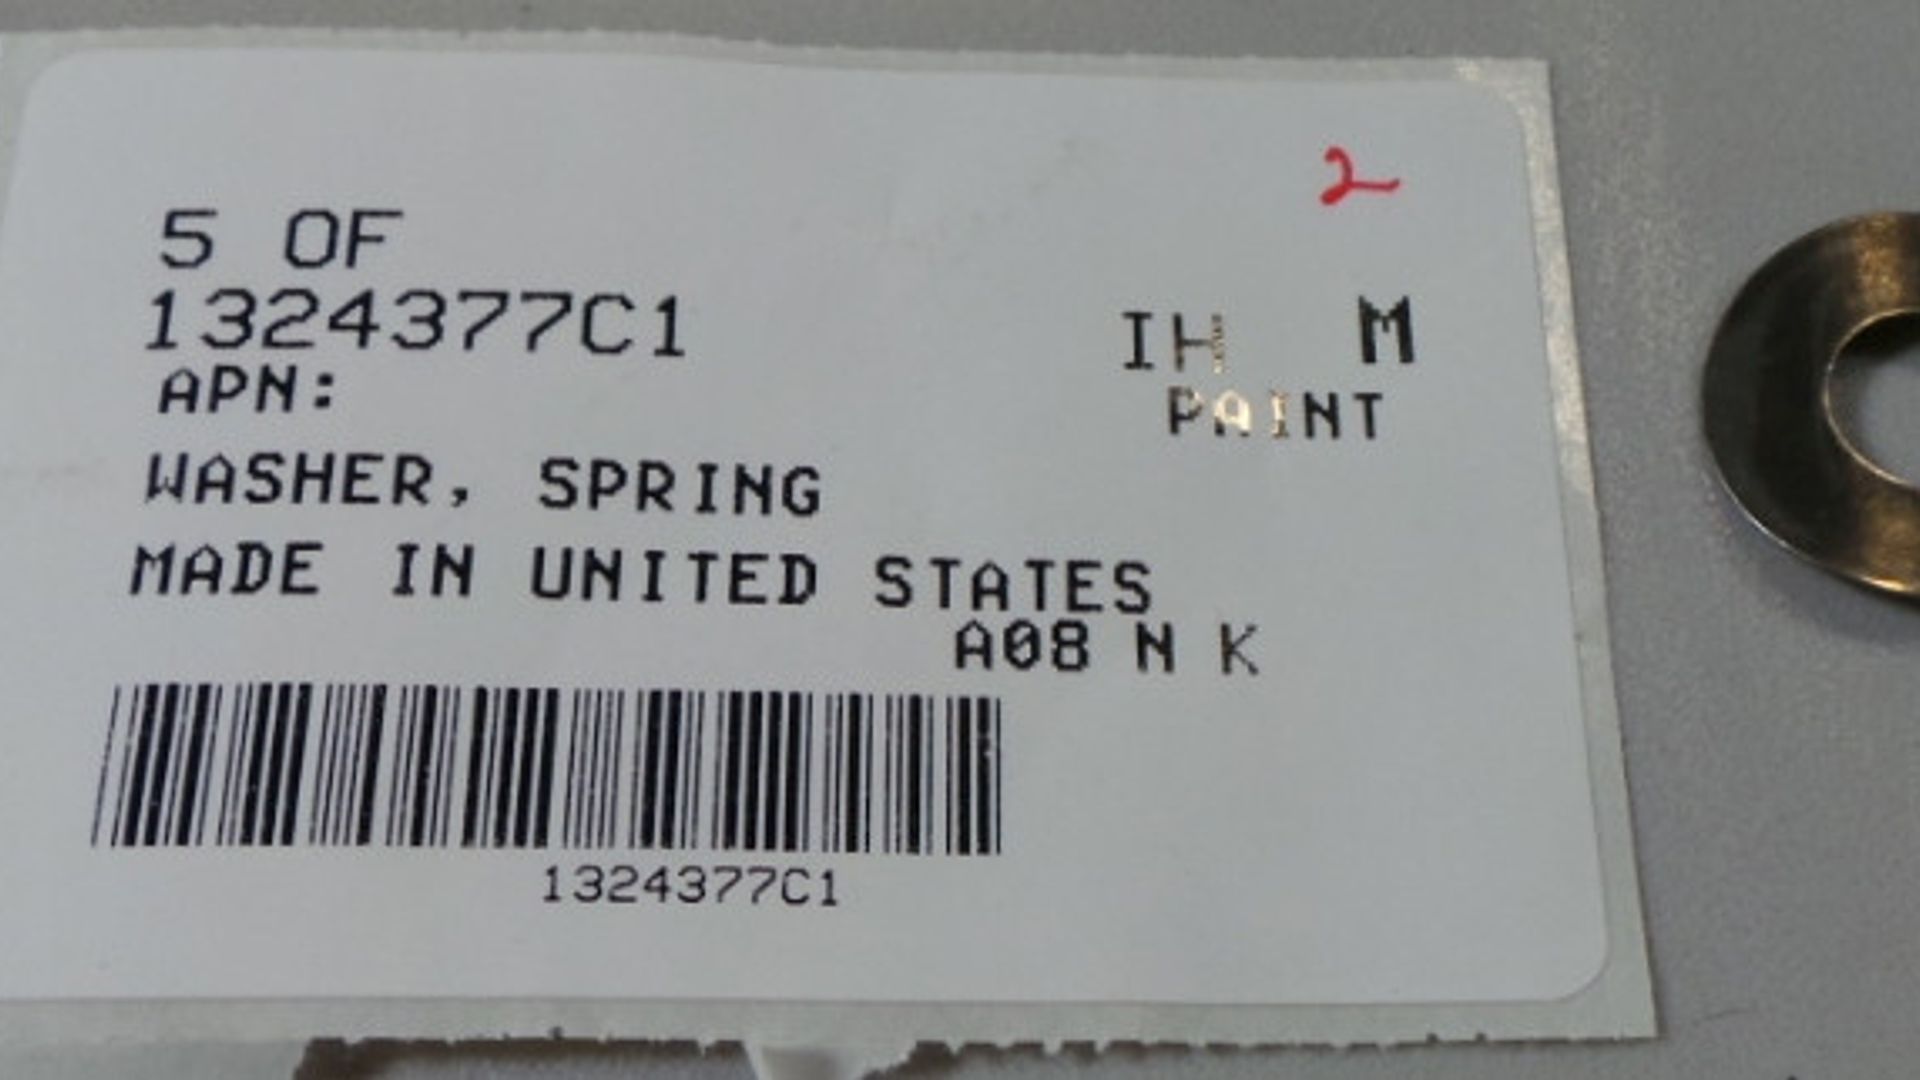 2
5 OF
1324377C1
IH M
APN:
PAINT
WASHER, SPRING
MADE IN UNITED STATES
A08 N K
1324377C1